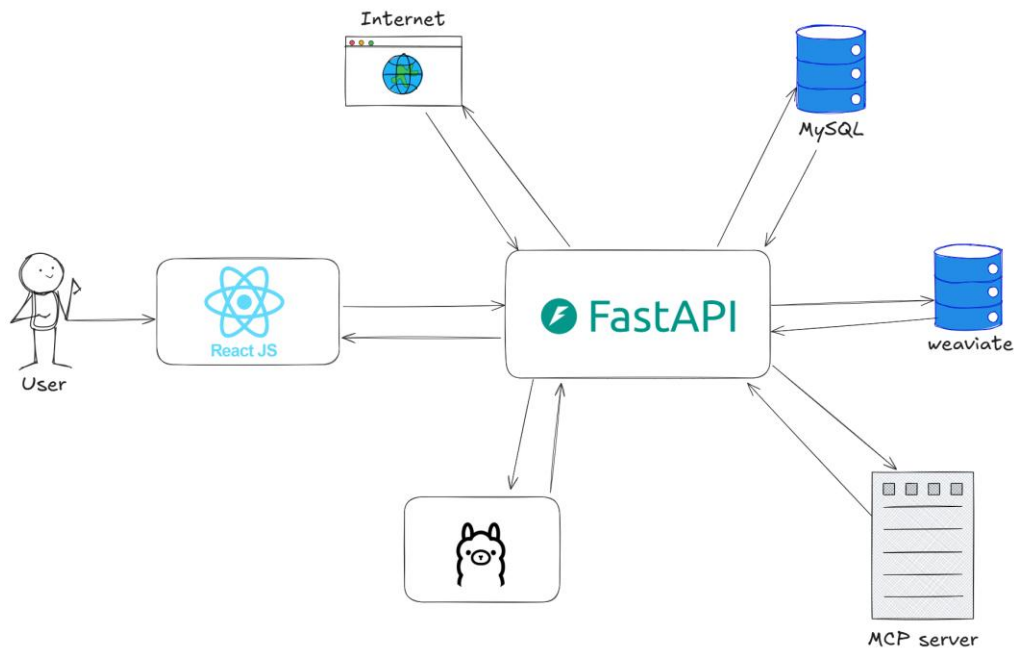 Internet
MySQL
React JS
FastAPI
User
weaviate
MCP server